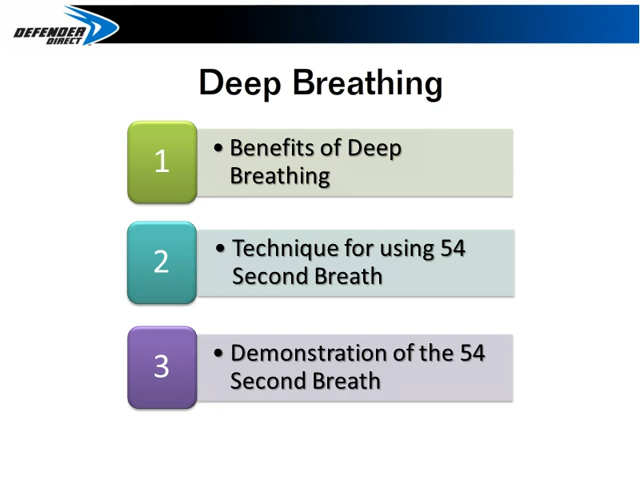 DEFENDER
DIRECT
Deep Breathing
1
• Benefits of Deep
Breathing
2
• Technique for using 54
Second Breath
3
• Demonstration of the 54
Second Breath